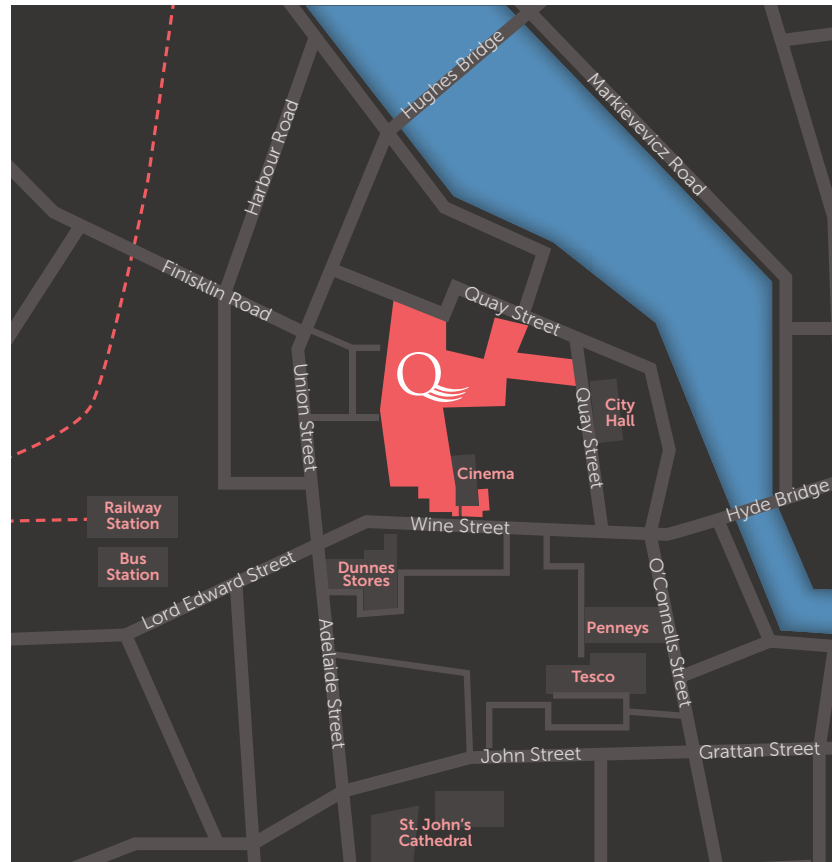 Hughes Bridge
Markievevicz Road
Harbour Road
Finisklin Road
Quay Street
Q
Union Street
Quay Street
City
Hall
Cinema
Railway
Station
Wine Street
Hyde Bridge
Bus
Station
Lord Edward Street
Dunnes
Stores
O'Connells Street
Adelaide Street
Penneys
Tesco
John Street
Grattan Street
St. John's
Cathedral